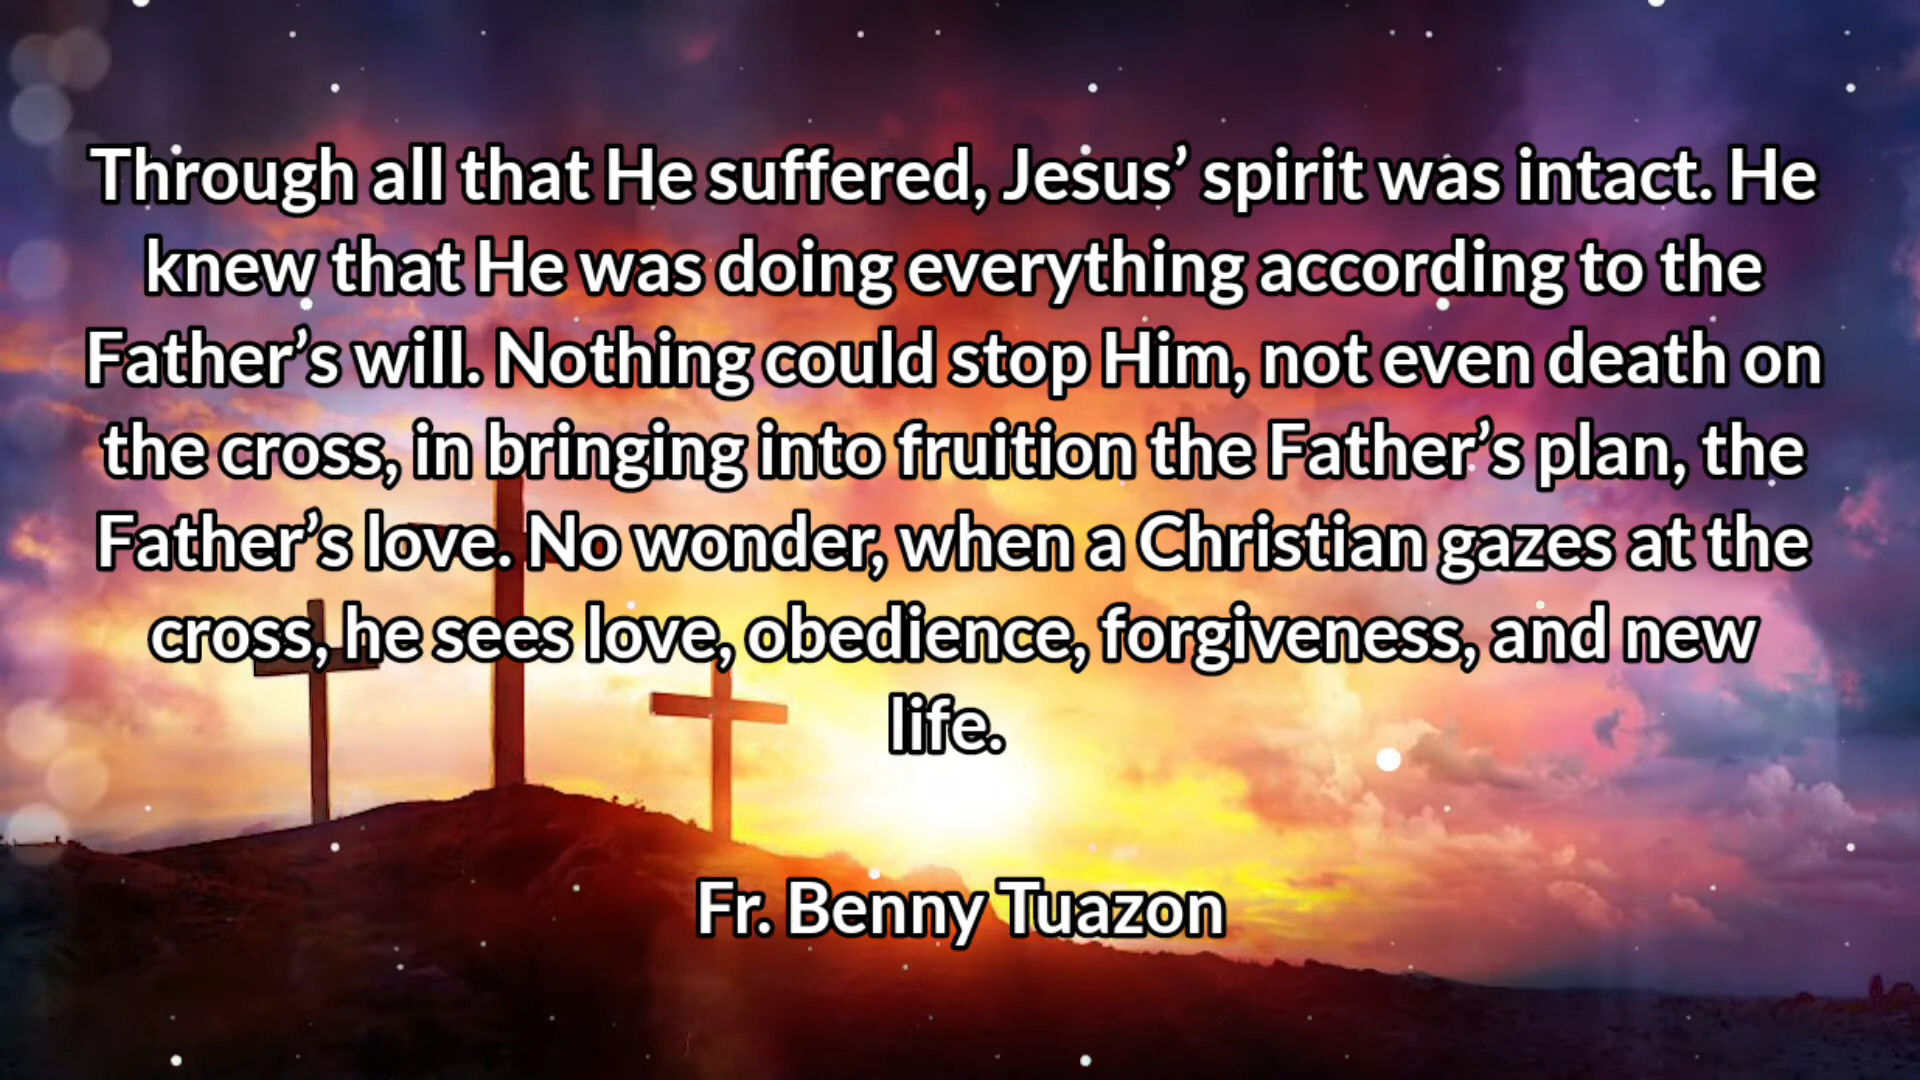 Through all that He suffered, Jesus’ spirit was intact. He
knew that He was doing everything according to the
Father’s will. Nothing could stop Him, not even death on
the cross, in bringing into fruition the Father’s plan, the
Father’s love. No wonder, when a Christian gazes at the
cross, he sees love, obedience, forgiveness, and new
life.
Fr. Benny Tuazon